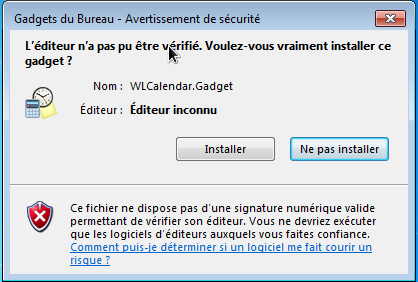 Gadgets du Bureau - Avertissement de sécurité
L'éditeur n'a pas pu être vérifié. Voulez-vous vraiment installer ce
gadget ?
Nom : WLCalendar.Gadget
Éditeur : Éditeur inconnu
Installer
Ne pas installer
Ce fichier ne dispose pas d'une signature numérique valide
permettant de vérifier son éditeur. Vous ne devriez exécuter
que les logiciels d'éditeurs auxquels vous faites confiance.
Comment puis-je déterminer si un logiciel me fait courir un
risque ?